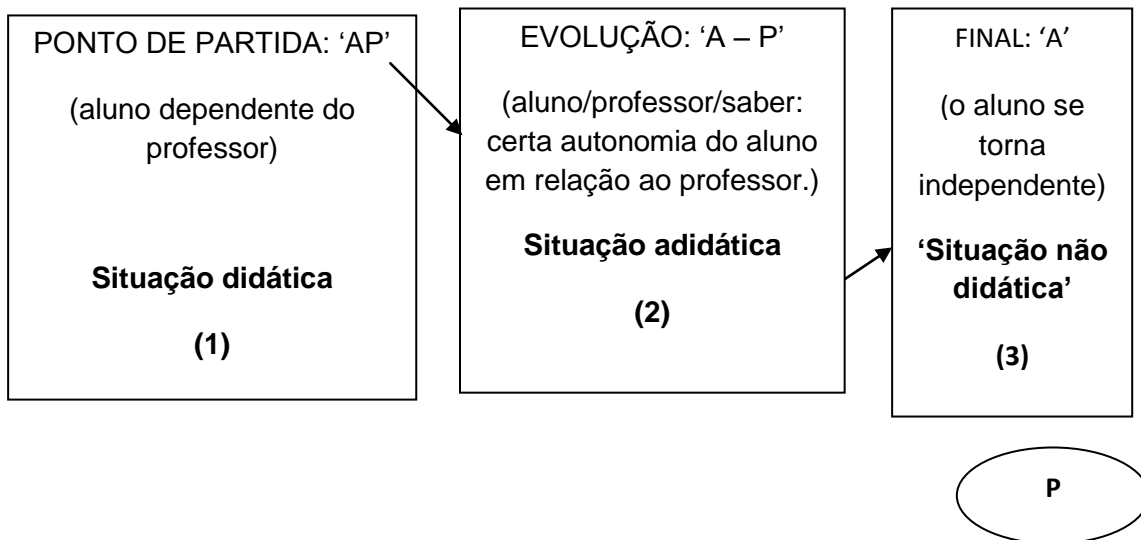 PONTO DE PARTIDA: ‘AP’
(aluno dependente do
professor)
Situação didática
(1)
EVOLUÇÃO: ‘A – P’
(aluno/professor/saber:
certa autonomia do aluno
em relação ao professor.)
Situação adidática
(2)
FINAL: ‘A’
(o aluno se
torna
independente)
‘Situação não
didática’
(3)
P